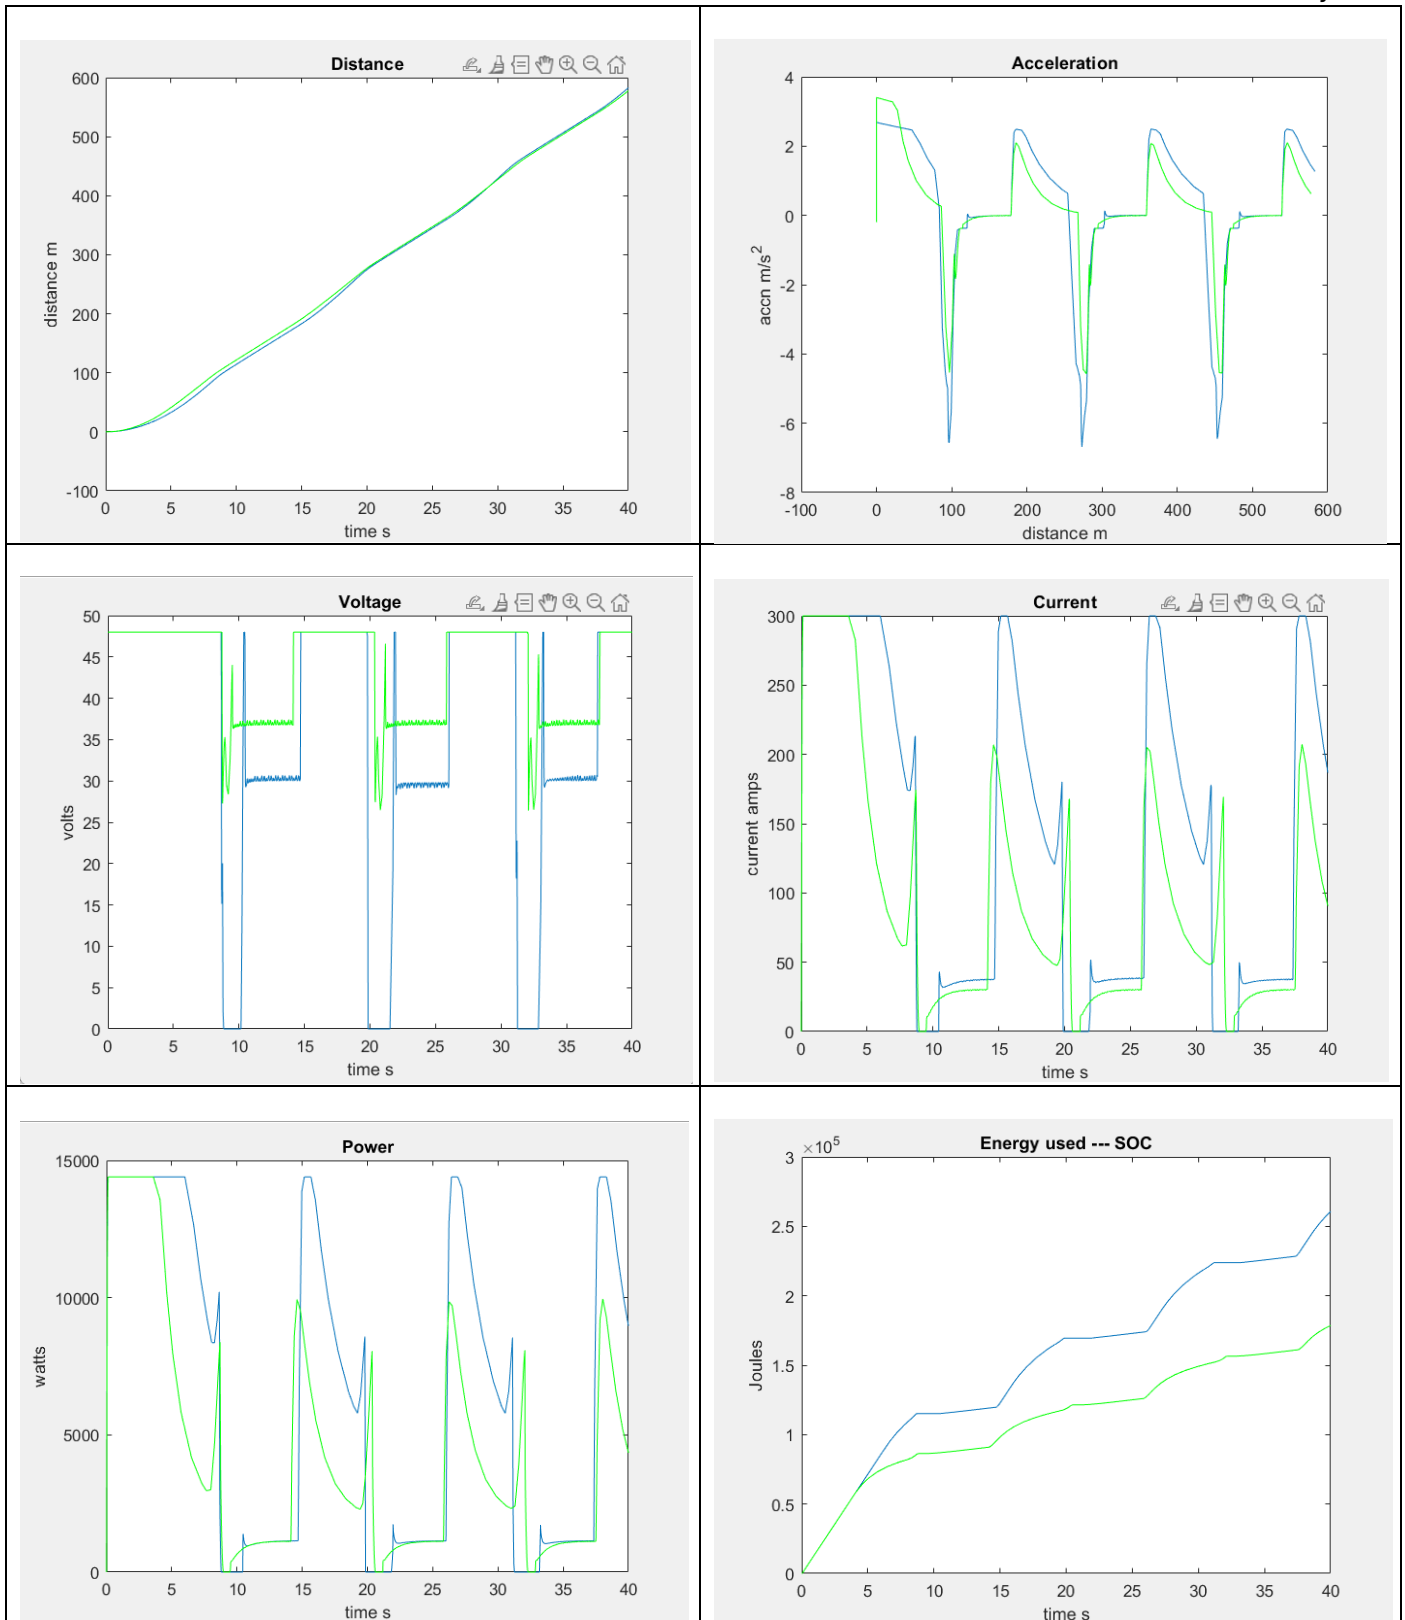 Distance
600
500
400
300
200
100
0
-100
distance m
0 5 10 15 20 25 30 35 40
time s
Acceleration
4
2
0
-2
-4
-6
-8
accn m/s²
-100 0 100 200 300 400 500 600
distance m
Voltage
50
45
40
35
30
25
20
15
10
5
0
volts
0 5 10 15 20 25 30 35 40
time s
Current
300
250
200
150
100
50
0
current amps
0 5 10 15 20 25 30 35 40
time s
Power
15000
10000
5000
0
watts
0 5 10 15 20 25 30 35 40
time s
Energy used --- SOC
×10⁵
3
2.5
2
1.5
1
0.5
0
Joules
0 5 10 15 20 25 30 35 40
time s